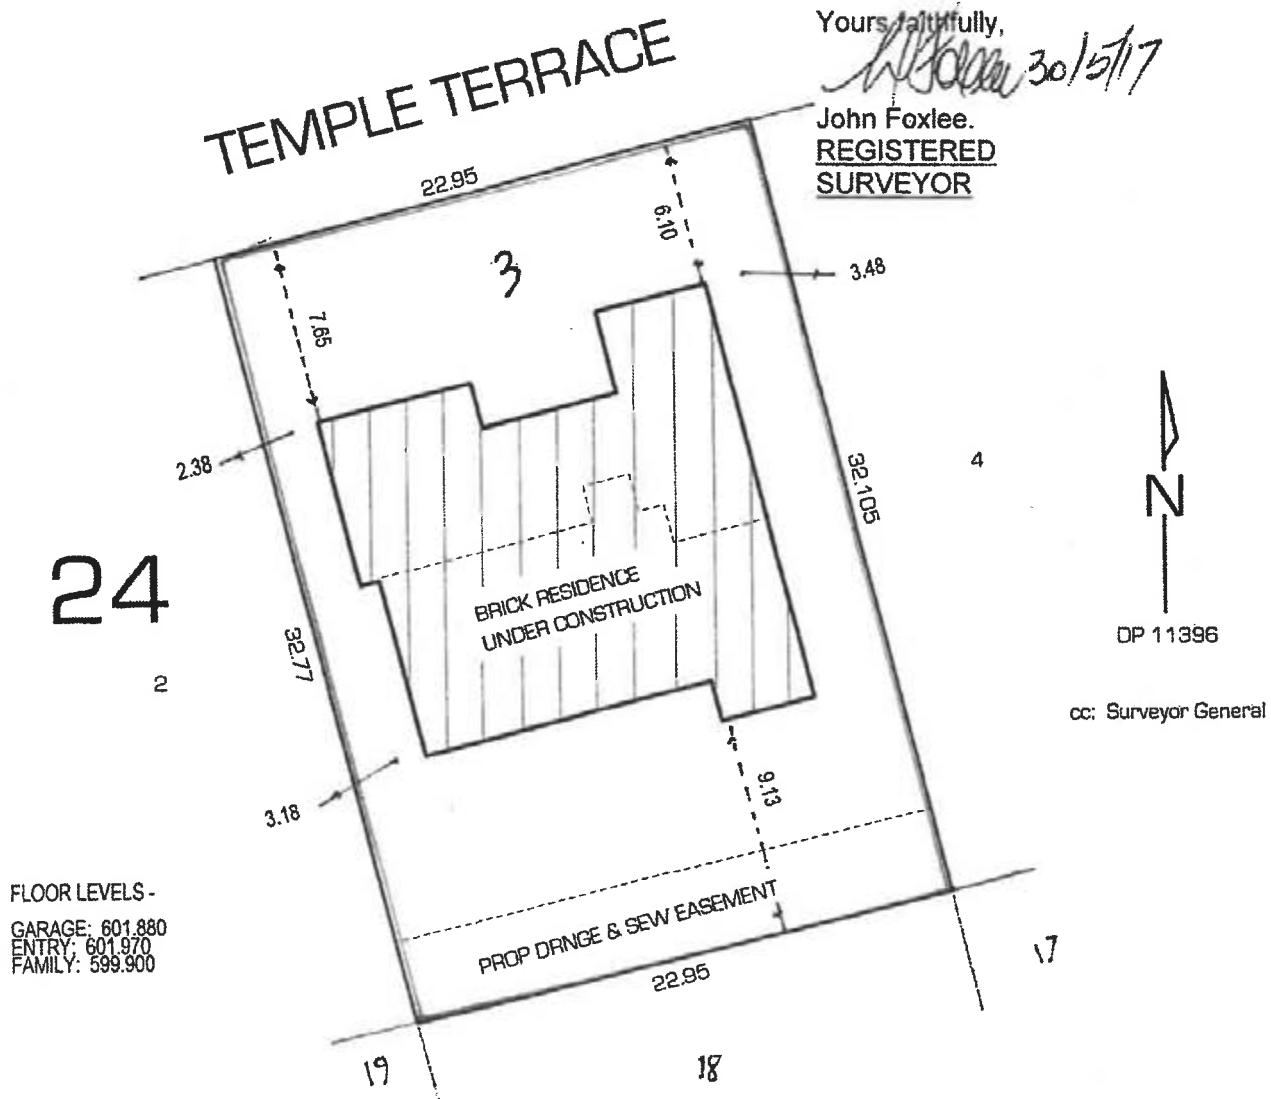 Yours faithfully,
30/5/17
John Foxlee.
REGISTERED
SURVEYOR
TEMPLE TERRACE
22.95
6.10
3
3.48
7.65
2.38
32.105
4
N
24
BRICK RESIDENCE
UNDER CONSTRUCTION
32.77
2
DP 11396
cc: Surveyor General
9.13
3.18
FLOOR LEVELS -
GARAGE: 601.880
ENTRY: 601.970
FAMILY: 599.900
PROP DRNGE & SEW EASEMENT
22.95
17
19
18